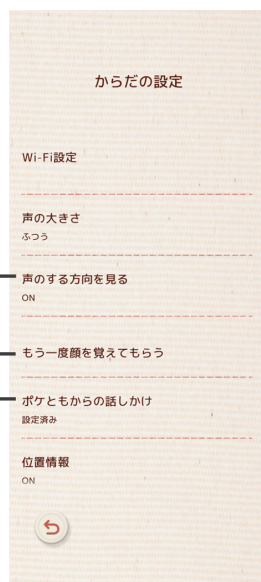 からだの設定
Wi-Fi設定
声の大きさ
ふつう
声のする方向を見る
ON
もう一度顔を覚えてもらう
ポケともからの話しかけ
設定済み
位置情報
ON